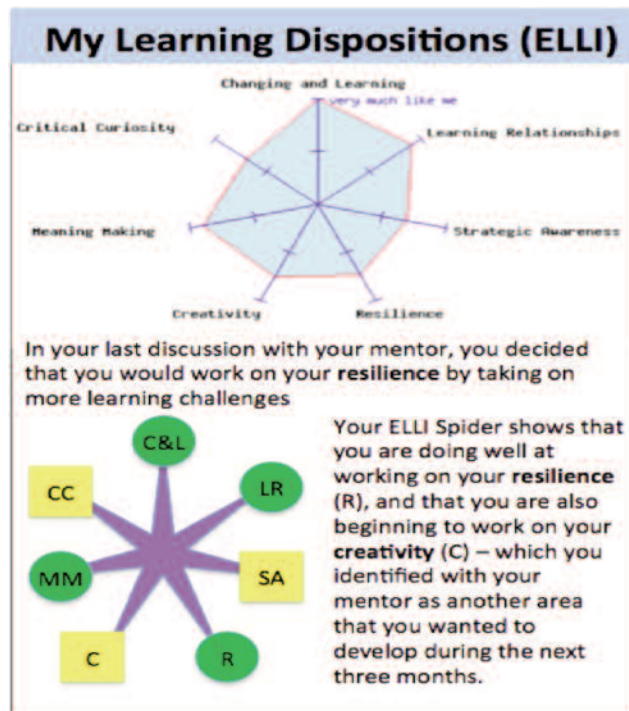 My Learning Dispositions (ELLI)
Changing and Learning
very much like me
Critical Curiosity
Learning Relationships
Meaning Making
Strategic Awareness
Creativity
Resilience
In your last discussion with your mentor, you decided
that you would work on your resilience by taking on
more learning challenges
C&L
CC
LR
MM
SA
C
R
Your ELLI Spider shows that
you are doing well at
working on your resilience
(R), and that you are also
beginning to work on your
creativity (C) – which you
identified with your
mentor as another area
that you wanted to
develop during the next
three months.